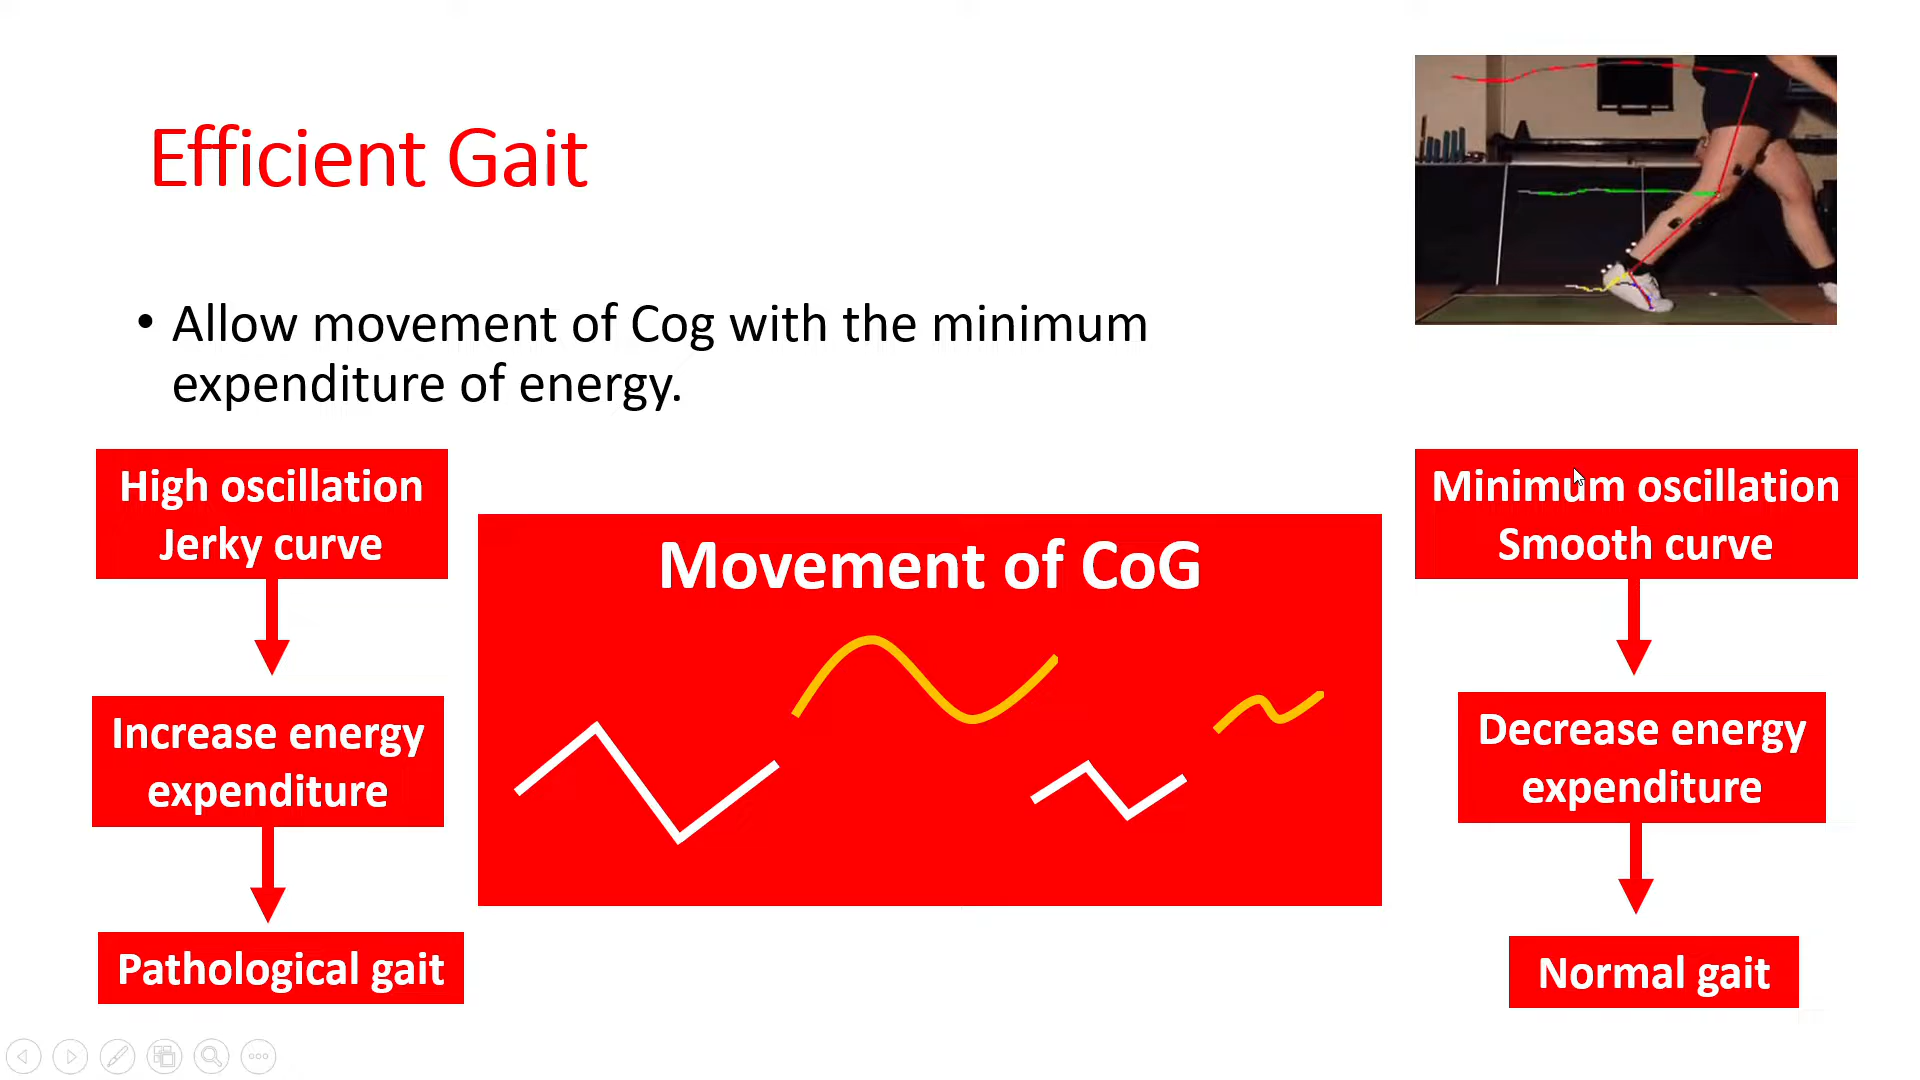 Efficient Gait
• Allow movement of Cog with the minimum
expenditure of energy.
High oscillation
Jerky curve
Increase energy
expenditure
Pathological gait
Movement of CoG
Minimum oscillation
Smooth curve
Decrease energy
expenditure
Normal gait